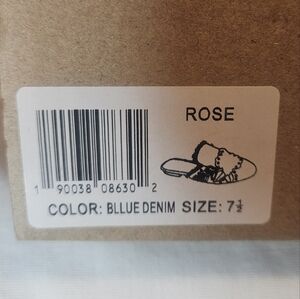 ROSE
1 90038 08630 2
COLOR: BLLUE DENIM SIZE: 7½